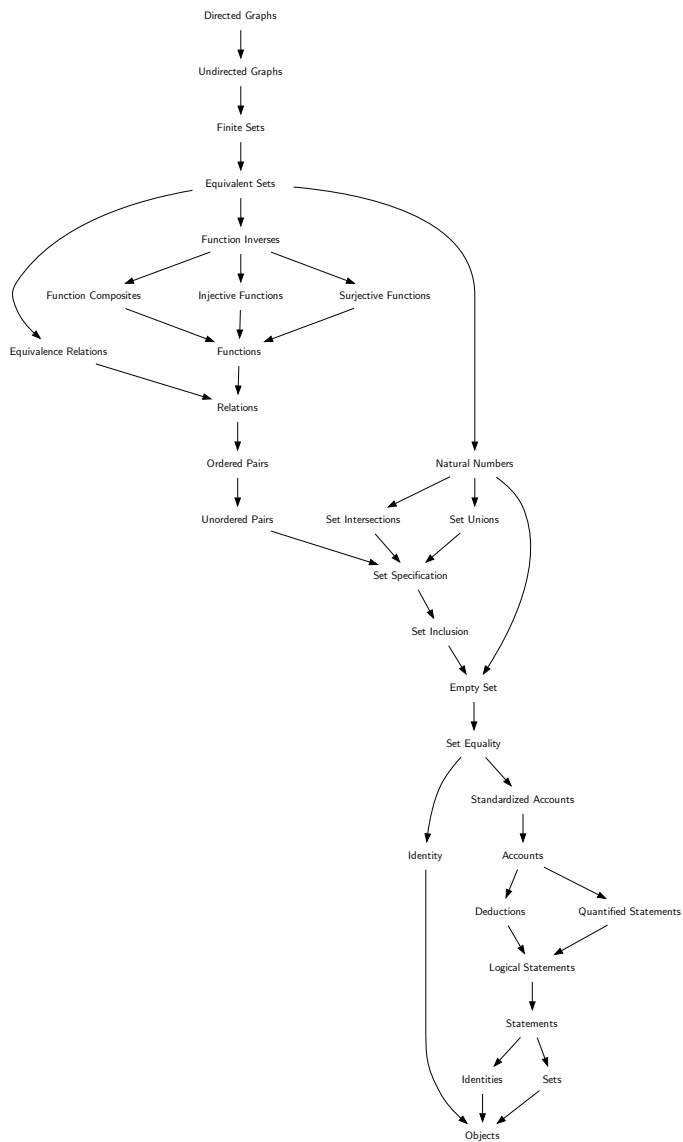 Directed Graphs
Undirected Graphs
Finite Sets
Equivalent Sets
Function Inverses
Function Composites
Injective Functions
Surjective Functions
Equivalence Relations
Functions
Relations
Ordered Pairs
Natural Numbers
Unordered Pairs
Set Intersections
Set Unions
Set Specification
Set Inclusion
Empty Set
Set Equality
Standardized Accounts
Identity
Accounts
Deductions
Quantified Statements
Logical Statements
Statements
Identities
Sets
Objects